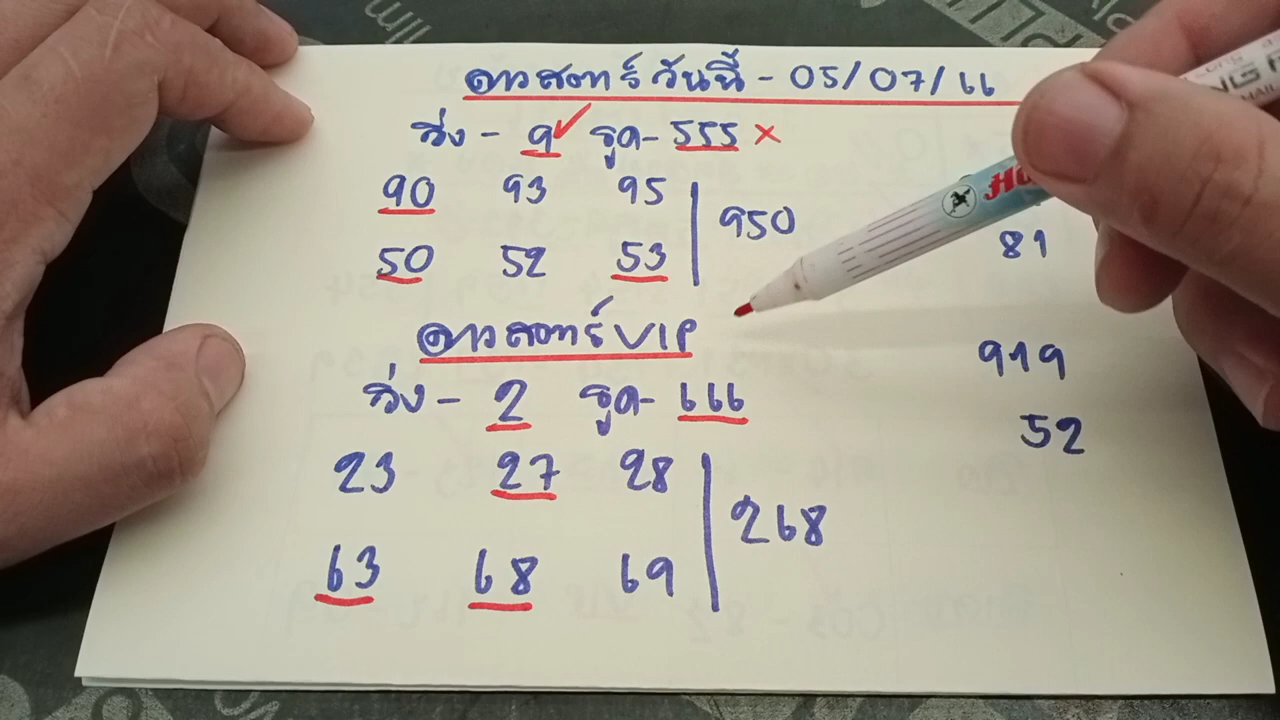 ดาวสตาร์วันนี้ - 05/07/66
วิ่ง - 9 ✓ รูด - 555 ×
90 93 95
950
50 52 53
81
ดาวสตาร์ VIP
919
วิ่ง - 2 รูด - 666
52
23 27 28
268
63 68 69